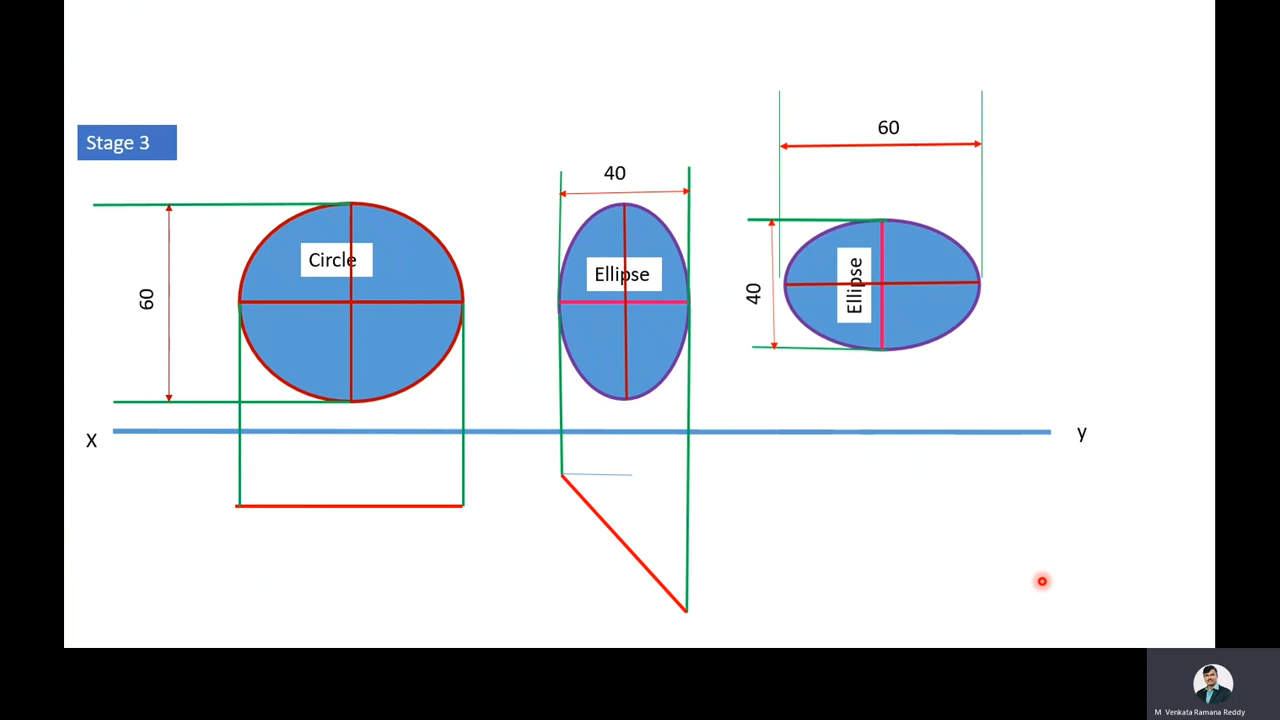 Stage 3
60
40
60
Circle
Ellipse
60
40
Ellipse
X
y
M Venkata Ramana Reddy